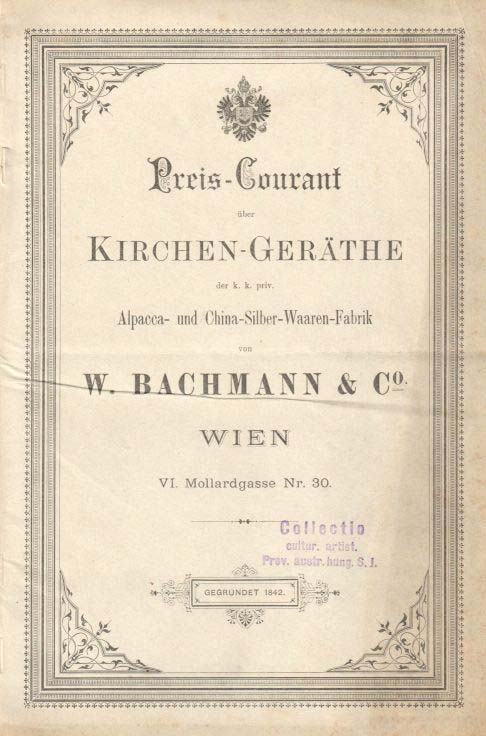 Preis-Courant
über
KIRCHEN-GERÄTHE
der k. k. priv.
Alpacca- und China-Silber-Waaren-Fabrik
von
W. BACHMANN & Co.
WIEN
VI. Mollardgasse Nr. 30.
Collectio
cultur. artist.
Prov. austr. hung. S. I.
GEGRÜNDET 1842.